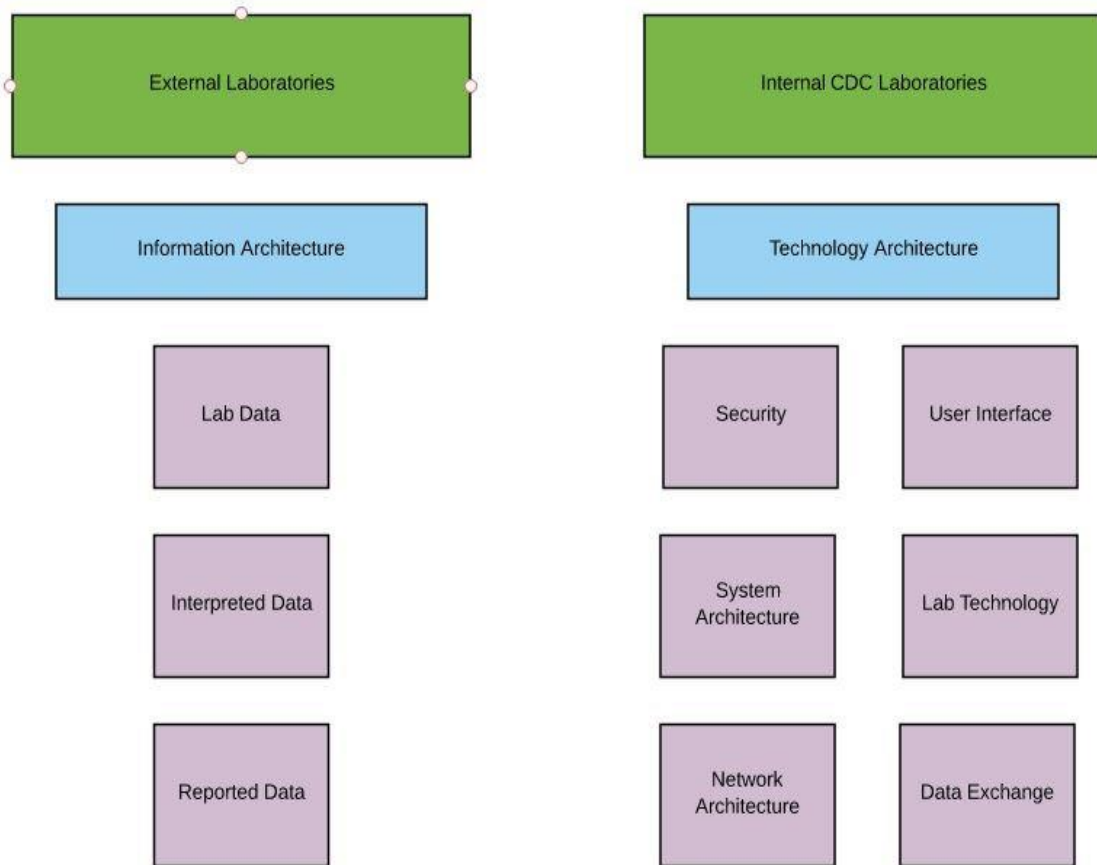 External Laboratories
Internal CDC Laboratories
Information Architecture
Technology Architecture
Lab Data
Security
User Interface
Interpreted Data
System
Architecture
Lab Technology
Reported Data
Network
Architecture
Data Exchange